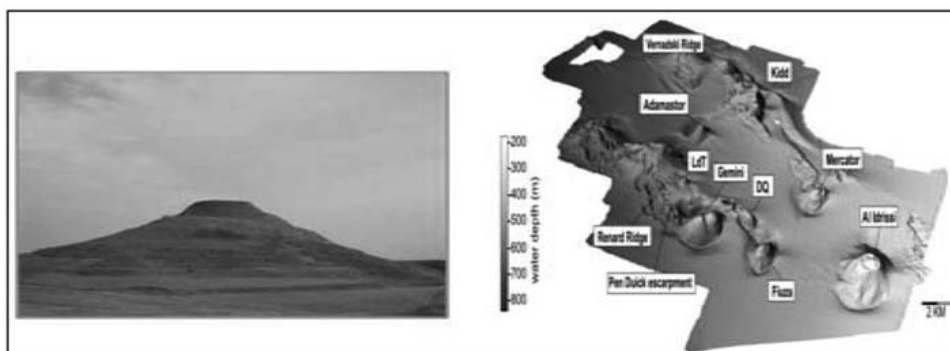 Vernadski Ridge
Kidd
Adamastor
-200
-300
-400
-500
-600
-700
-800
water depth (m)
LdT
Gemini
DQ
Mercator
Al Idrissi
Renard Ridge
Pen Duick escarpment
Fiuza
2 KM